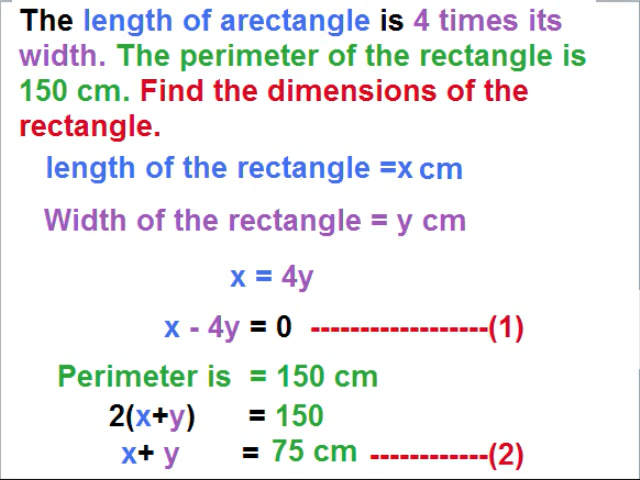 The length of arectangle is 4 times its
width. The perimeter of the rectangle is
150 cm. Find the dimensions of the
rectangle.
length of the rectangle =x cm
Width of the rectangle = y cm
x = 4y
x - 4y = 0 ------------------(1)
Perimeter is = 150 cm
2(x+y) = 150
x+ y = 75 cm ------------(2)